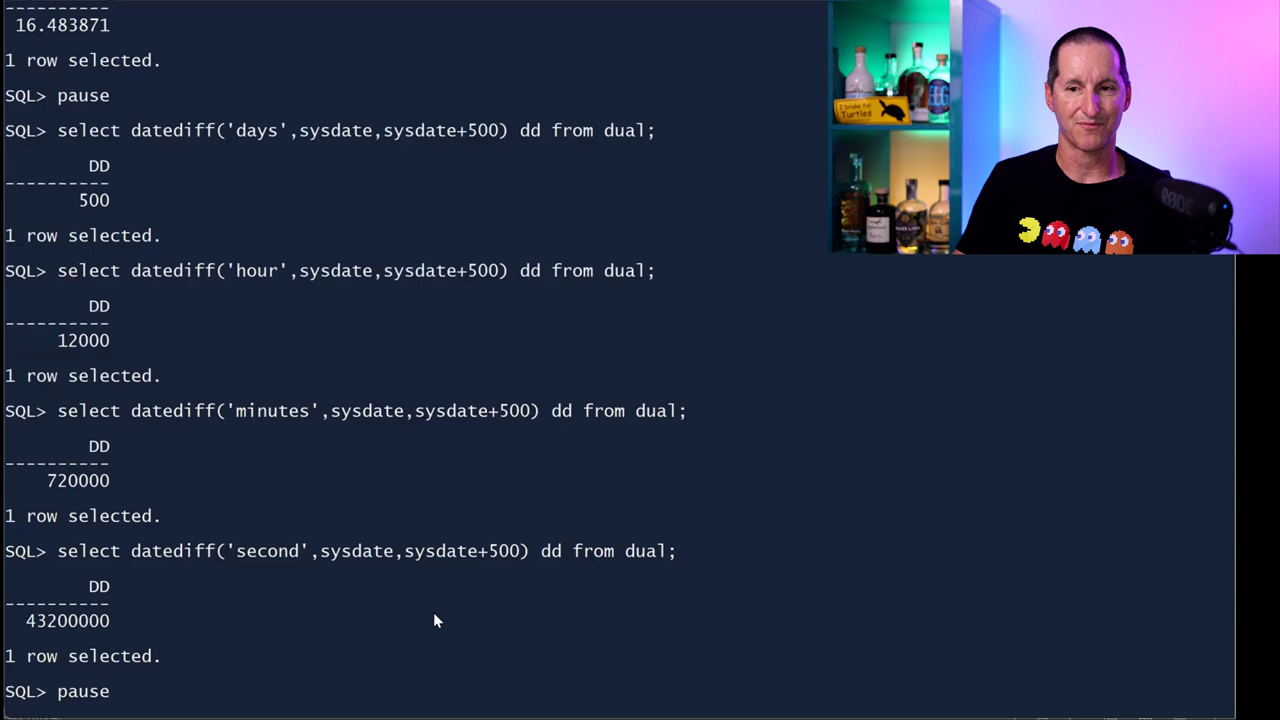 ----------
16.483871
1 row selected.
SQL> pause
SQL> select datediff('days',sysdate,sysdate+500) dd from dual;
DD
----------
500
1 row selected.
SQL> select datediff('hour',sysdate,sysdate+500) dd from dual;
DD
----------
12000
1 row selected.
SQL> select datediff('minutes',sysdate,sysdate+500) dd from dual;
DD
----------
720000
1 row selected.
SQL> select datediff('second',sysdate,sysdate+500) dd from dual;
DD
----------
43200000
1 row selected.
SQL> pause
I brake for
Turtles
RØDE